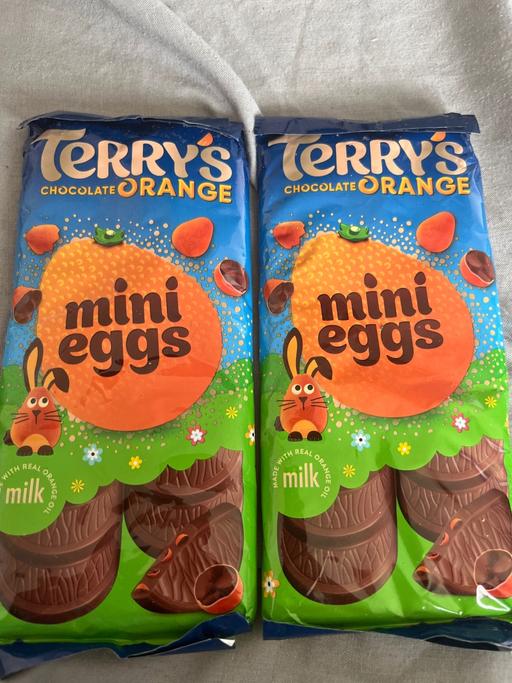 TERRY'S
CHOCOLATE ORANGE
mini
eggs
MADE WITH REAL ORANGE OIL
milk
TERRY'S
CHOCOLATE ORANGE
mini
eggs
MADE WITH REAL ORANGE OIL
milk